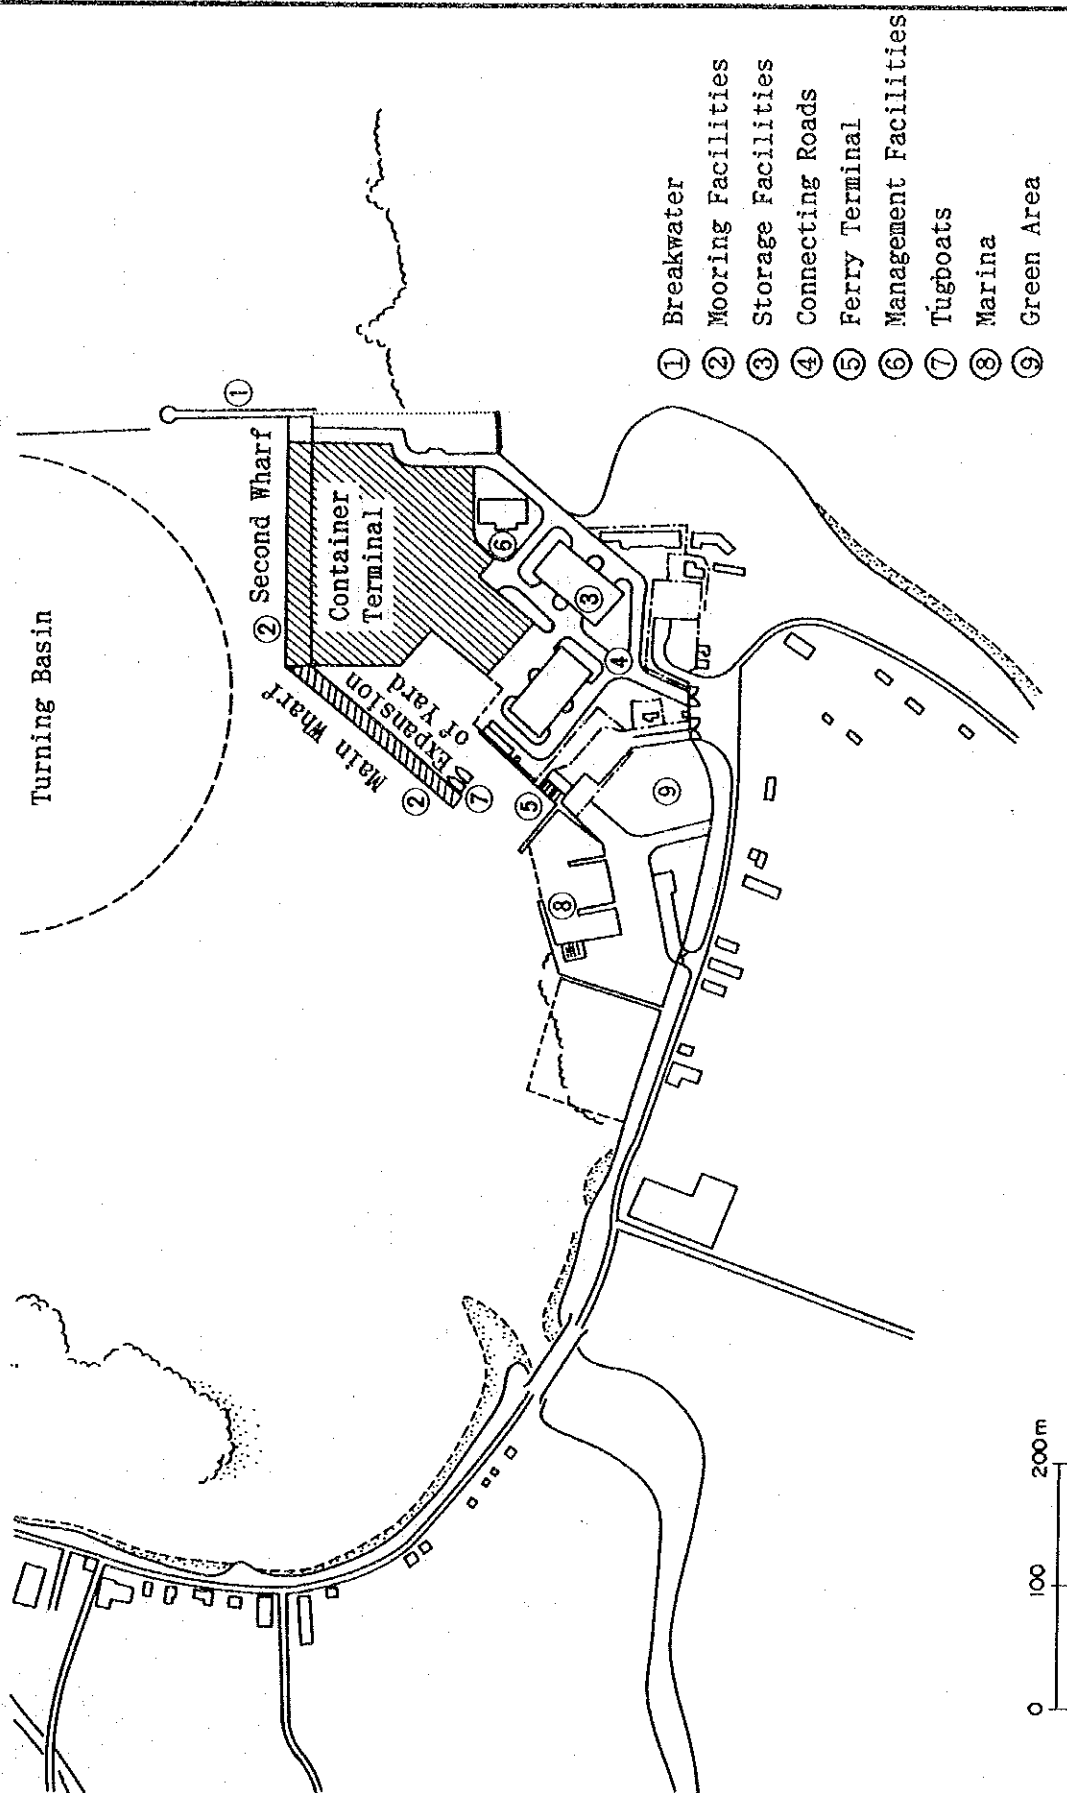 Turning Basin
① 
② Second Wharf
Container
Terminal
② Main Wharf
Expansion
of Yard
⑦
⑥
③
④
⑤
⑨
⑧
① Breakwater
② Mooring Facilities
③ Storage Facilities
④ Connecting Roads
⑤ Ferry Terminal
⑥ Management Facilities
⑦ Tugboats
⑧ Marina
⑨ Green Area
0 100 200m